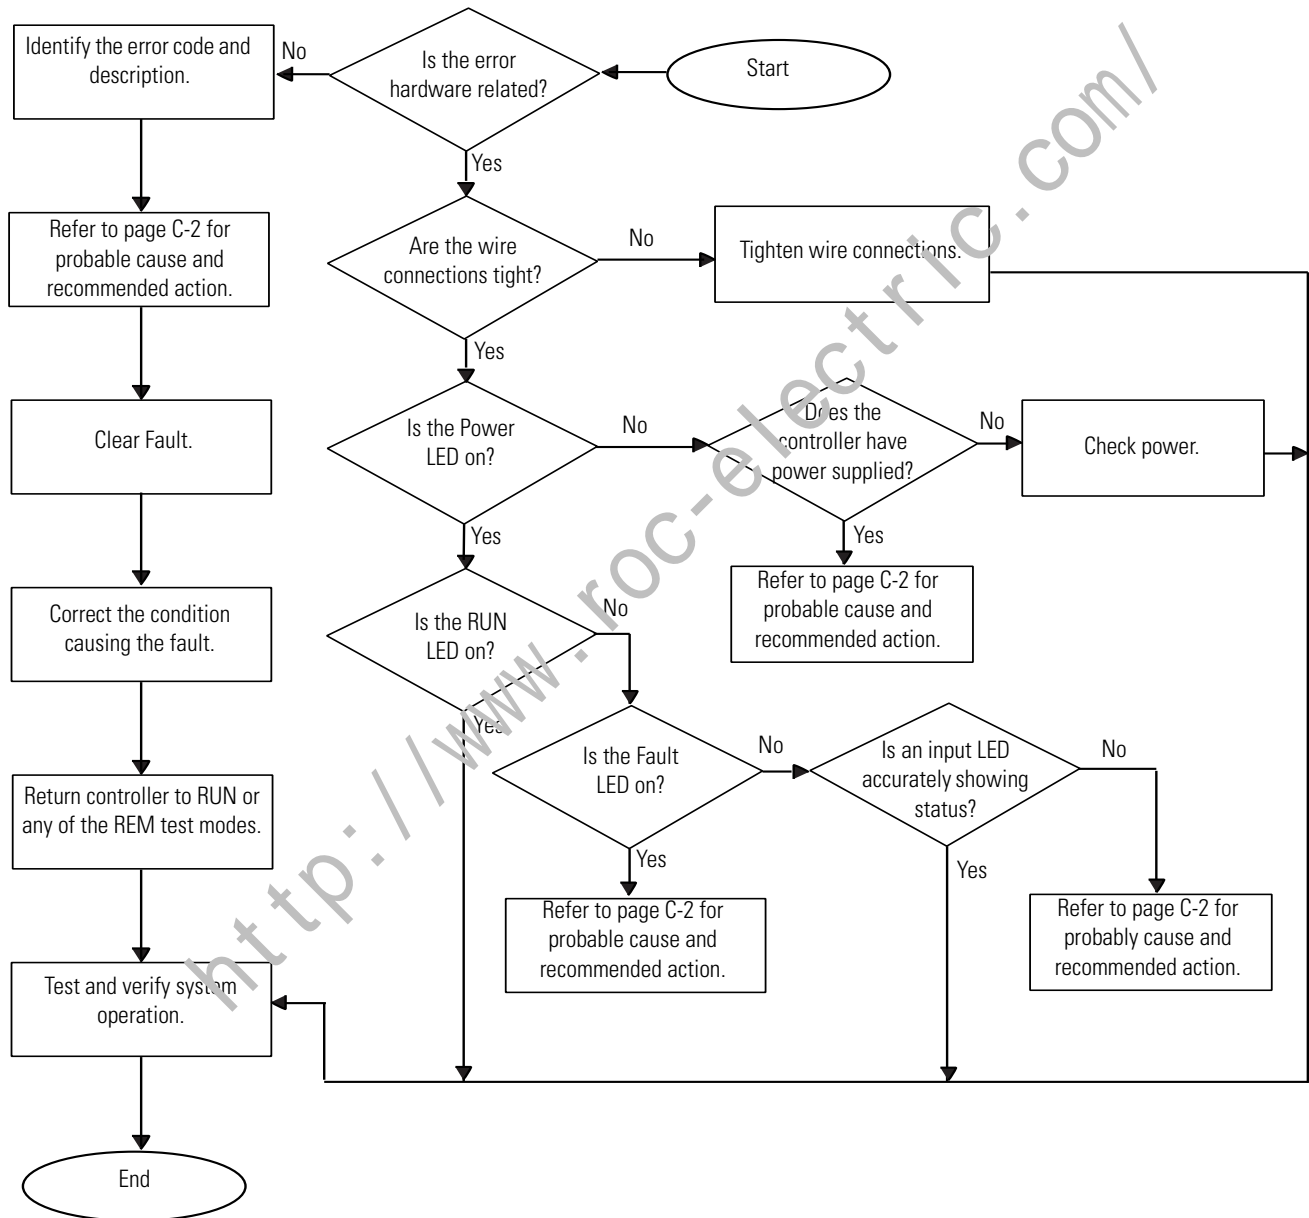 Identify the error code and
description.
No
Is the error
hardware related?
Start
Yes
Refer to page C-2 for
probable cause and
recommended action.
Are the wire
connections tight?
No
Tighten wire connections.
Yes
Clear Fault.
Is the Power
LED on?
No
Does the
controller have
power supplied?
No
Check power.
Yes
Yes
Refer to page C-2 for
probable cause and
recommended action.
Correct the condition
causing the fault.
Is the RUN
LED on?
No
Yes
Return controller to RUN or
any of the REM test modes.
Is the Fault
LED on?
No
Is an input LED
accurately showing
status?
No
Yes
Yes
Refer to page C-2 for
probable cause and
recommended action.
Refer to page C-2 for
probably cause and
recommended action.
Test and verify system
operation.
End
http://www.roc-electric.com/